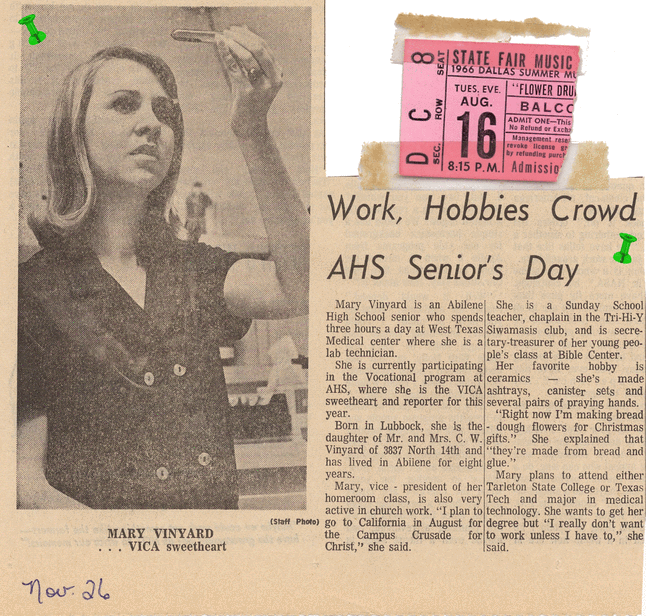 8
SEAT
C
ROW
D
SEC.
STATE FAIR MUSIC
1966 DALLAS SUMMER MU
TUES. EVE.
AUG.
16
8:15 P.M.
"FLOWER DRU
BALCO
ADMIT ONE—This
No Refund or Exch
Management rese
revoke license
by refunding purch
Admissio
Work, Hobbies Crowd
AHS Senior's Day
Mary Vinyard is an Abilene
High School senior who spends
three hours a day at West Texas
Medical center where she is a
lab technician.
She is currently participating
in the Vocational program at
AHS, where she is the VICA
sweetheart and reporter for this
year.
Born in Lubbock, she is the
daughter of Mr. and Mrs. C. W.
Vinyard of 3837 North 14th and
has lived in Abilene for eight
years.
Mary, vice - president of her
homeroom class, is also very
active in church work. "I plan to
go to California in August for
the Campus Crusade for
Christ," she said.
She is a Sunday School
teacher, chaplain in the Tri-Hi-Y
Siwamasis club, and is secre-
tary-treasurer of her young peo-
ple's class at Bible Center.
Her favorite hobby is
ceramics — she's made
ashtrays, canister sets and
several pairs of praying hands.
"Right now I'm making bread
- dough flowers for Christmas
gifts." She explained that
"they're made from bread and
glue."
Mary plans to attend either
Tarleton State College or Texas
Tech and major in medical
technology. She wants to get her
degree but "I really don't want
to work unless I have to," she
said.
(Staff Photo)
MARY VINYARD
. . . VICA sweetheart
Nov. 26